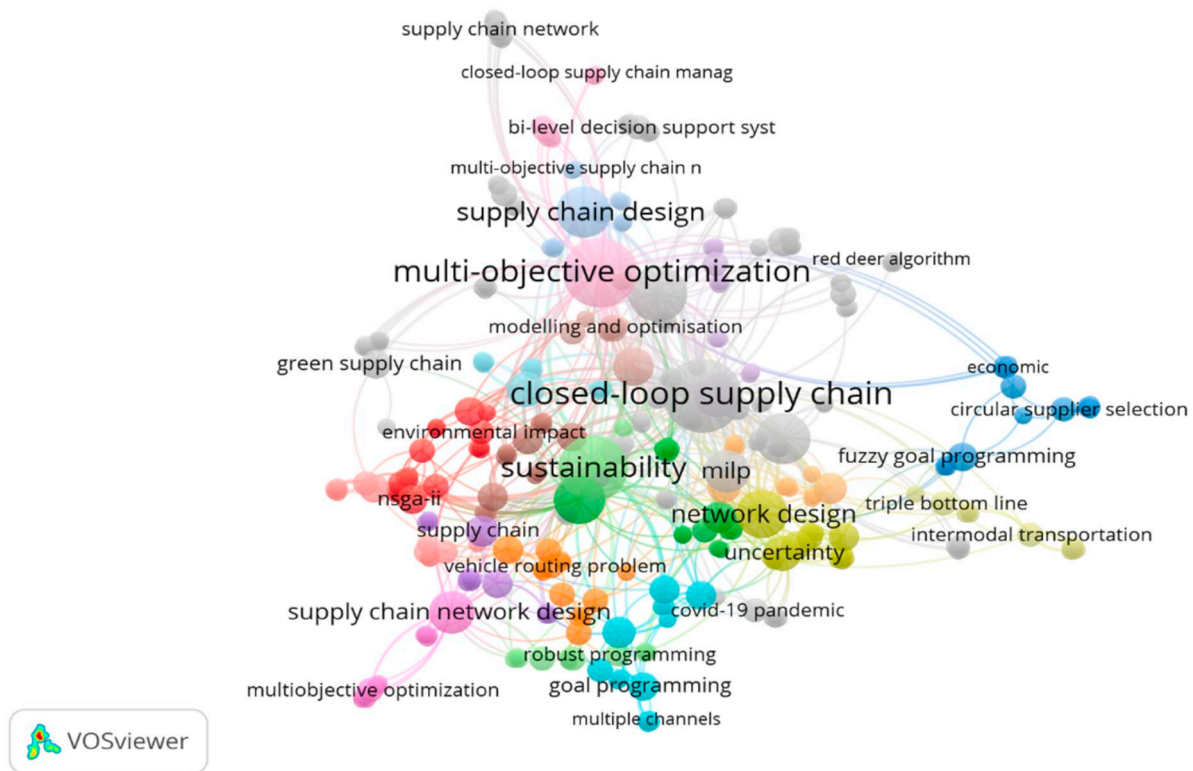 supply chain network
closed-loop supply chain manag
bi-level decision support syst
multi-objective supply chain n
supply chain design
red deer algorithm
multi-objective optimization
modelling and optimisation
green supply chain
economic
closed-loop supply chain
circular supplier selection
environmental impact
fuzzy goal programming
sustainability
milp
nsga-ii
triple bottom line
network design
supply chain
intermodal transportation
uncertainty
vehicle routing problem
supply chain network design
covid-19 pandemic
robust programming
multiobjective optimization
goal programming
multiple channels
VOSviewer